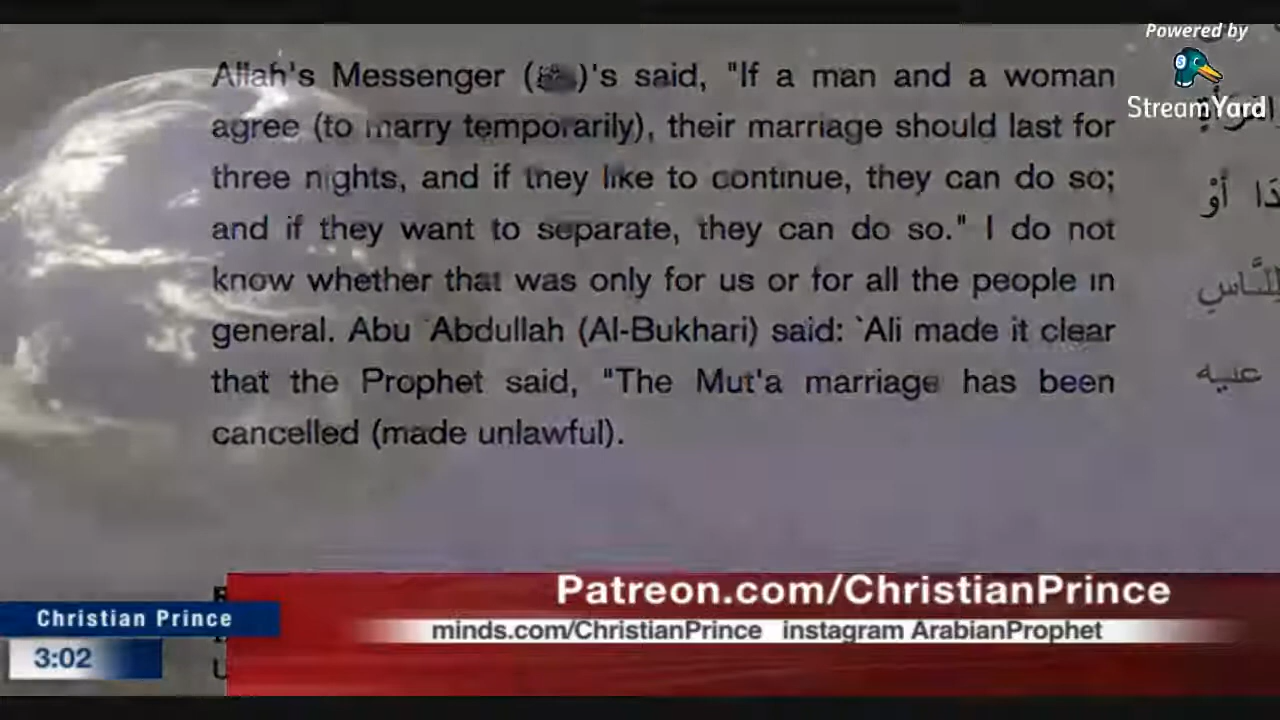 Powered by
StreamYard
Allah's Messenger (ﷺ)'s said, "If a man and a woman
agree (to marry temporarily), their marriage should last for
three nights, and if they like to continue, they can do so;
and if they want to separate, they can do so." I do not
know whether that was only for us or for all the people in
general. Abu `Abdullah (Al-Bukhari) said: `Ali made it clear
that the Prophet said, "The Mut'a marriage has been
cancelled (made unlawful).
أَوْ
Patreon.com/ChristianPrince
Christian Prince
minds.com/ChristianPrince instagram ArabianProphet
3:02